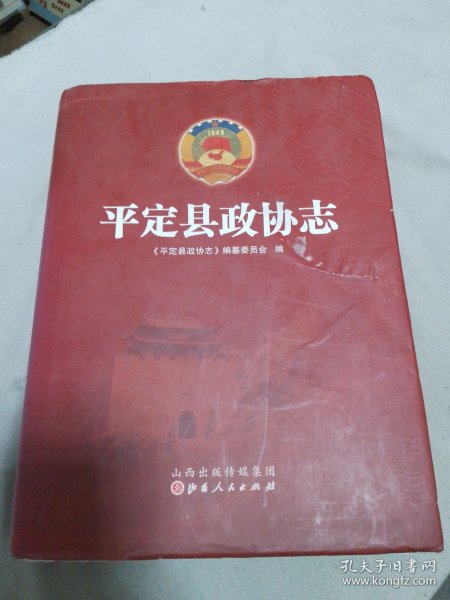 1949
平定县政协志
《平定县政协志》编纂委员会 编
山西出版传媒集团
山西人民出版社
孔夫子旧书网
www.kongfz.com